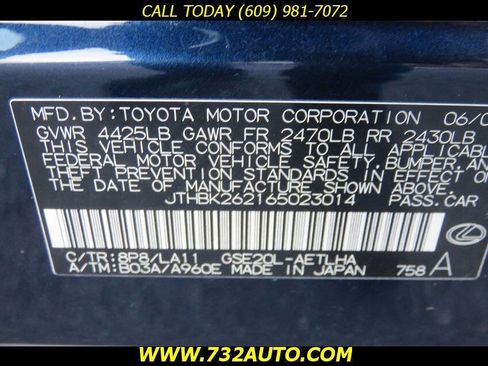 CALL TODAY (609) 981-7072
MFD. BY: TOYOTA MOTOR CORPORATION 06/0
GVWR 4425LB GAWR FR 2470LB RR 2430LB
THIS VEHICLE CONFORMS TO ALL APPLICABLE
FEDERAL MOTOR VEHICLE SAFETY, BUMPER, AN
THEFT PREVENTION STANDARDS IN EFFECT O
THE DATE OF MANUFACTURE SHOWN ABOVE.
JTHBK262165023014 PASS. CAR
C/TR: 8P8/LA11 GSE20L-AETLHA
A/TM: B03A/A960E MADE IN JAPAN 758 A
WWW.732AUTO.COM